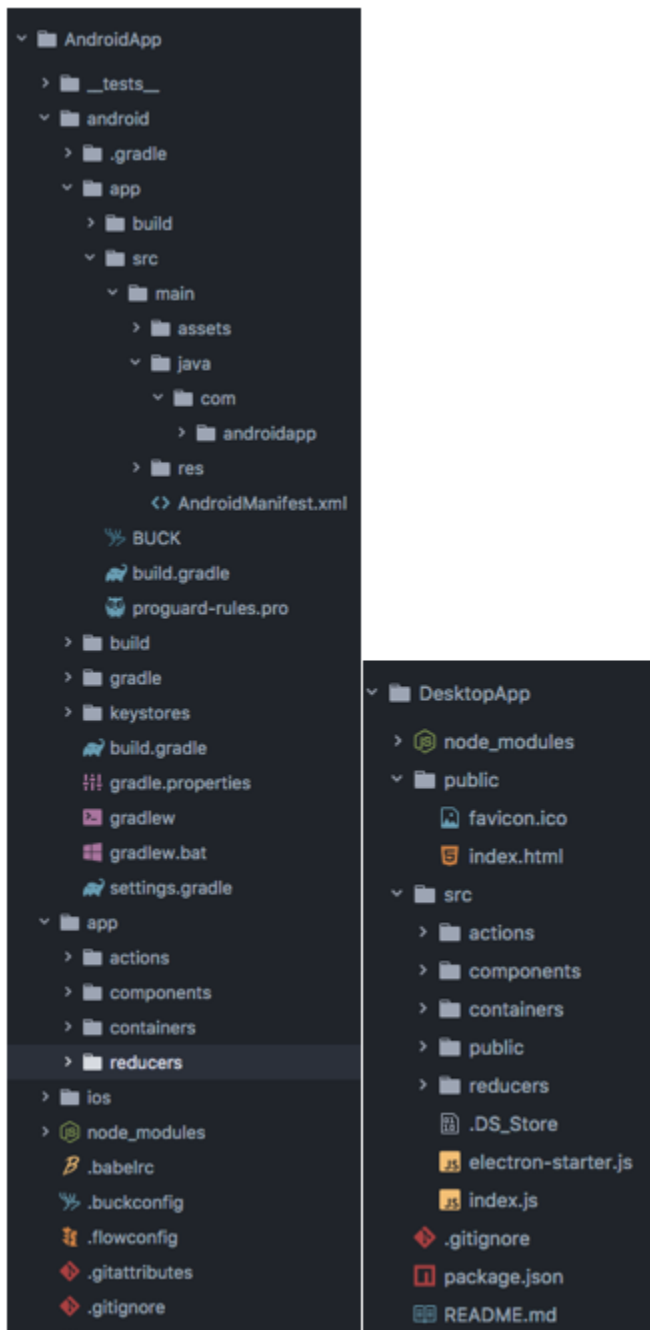 AndroidApp
__tests__
android
.gradle
app
build
src
main
assets
java
com
androidapp
res
AndroidManifest.xml
BUCK
build.gradle
proguard-rules.pro
build
gradle
keystores
build.gradle
gradle.properties
gradlew
gradlew.bat
settings.gradle
app
actions
components
containers
reducers
ios
node_modules
.babelrc
.buckconfig
.flowconfig
.gitattributes
.gitignore
DesktopApp
node_modules
public
favicon.ico
index.html
src
actions
components
containers
public
reducers
.DS_Store
electron-starter.js
index.js
.gitignore
package.json
README.md